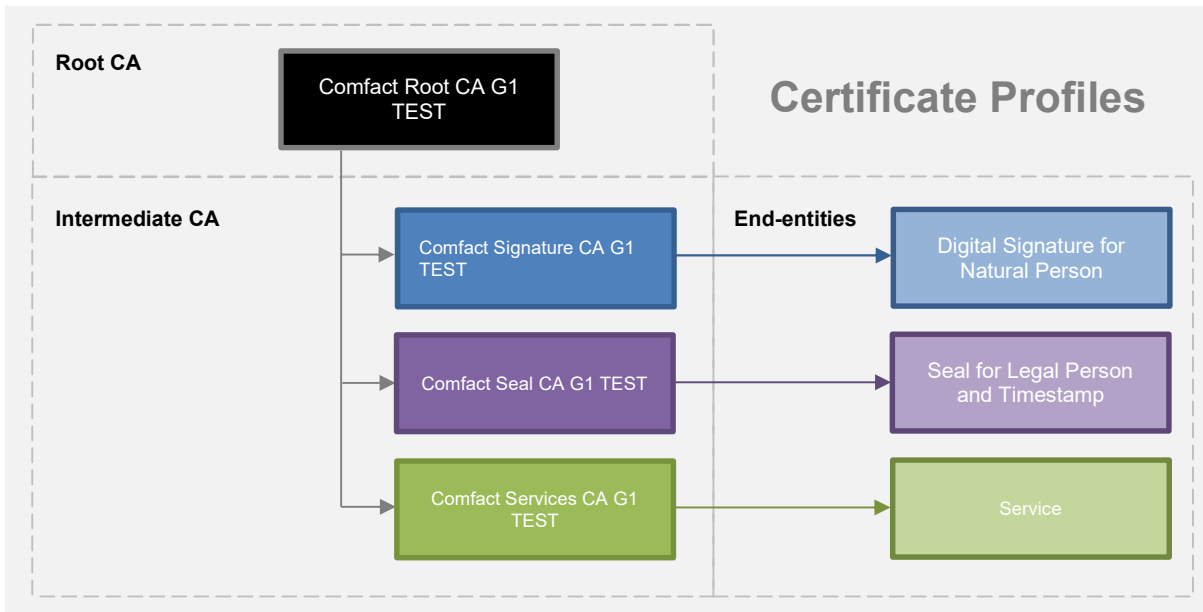 Root CA
Comfact Root CA G1
TEST
Certificate Profiles
Intermediate CA
Comfact Signature CA G1
TEST
End-entities
Digital Signature for
Natural Person
Comfact Seal CA G1 TEST
Seal for Legal Person
and Timestamp
Comfact Services CA G1
TEST
Service